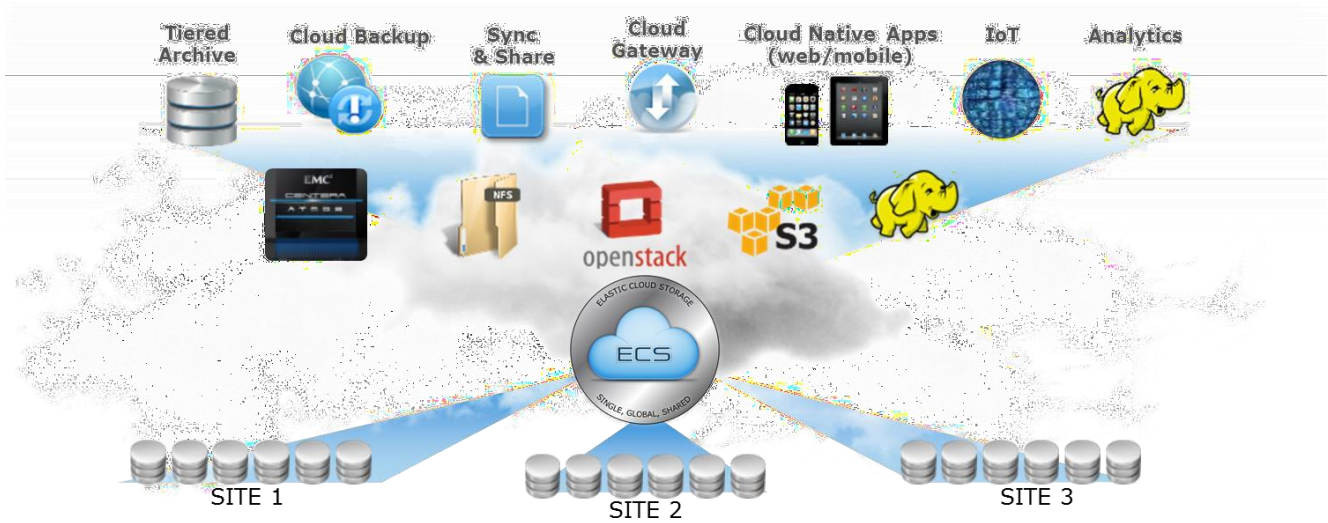 Tiered
Archive
Cloud Backup
Sync
& Share
Cloud
Gateway
Cloud Native Apps
(web/mobile)
IoT
Analytics
EMC²
CENTERA
ATMOS
NFS
openstack
S3
ELASTIC CLOUD STORAGE
ECS
SINGLE, GLOBAL, SHARED
SITE 1
SITE 2
SITE 3